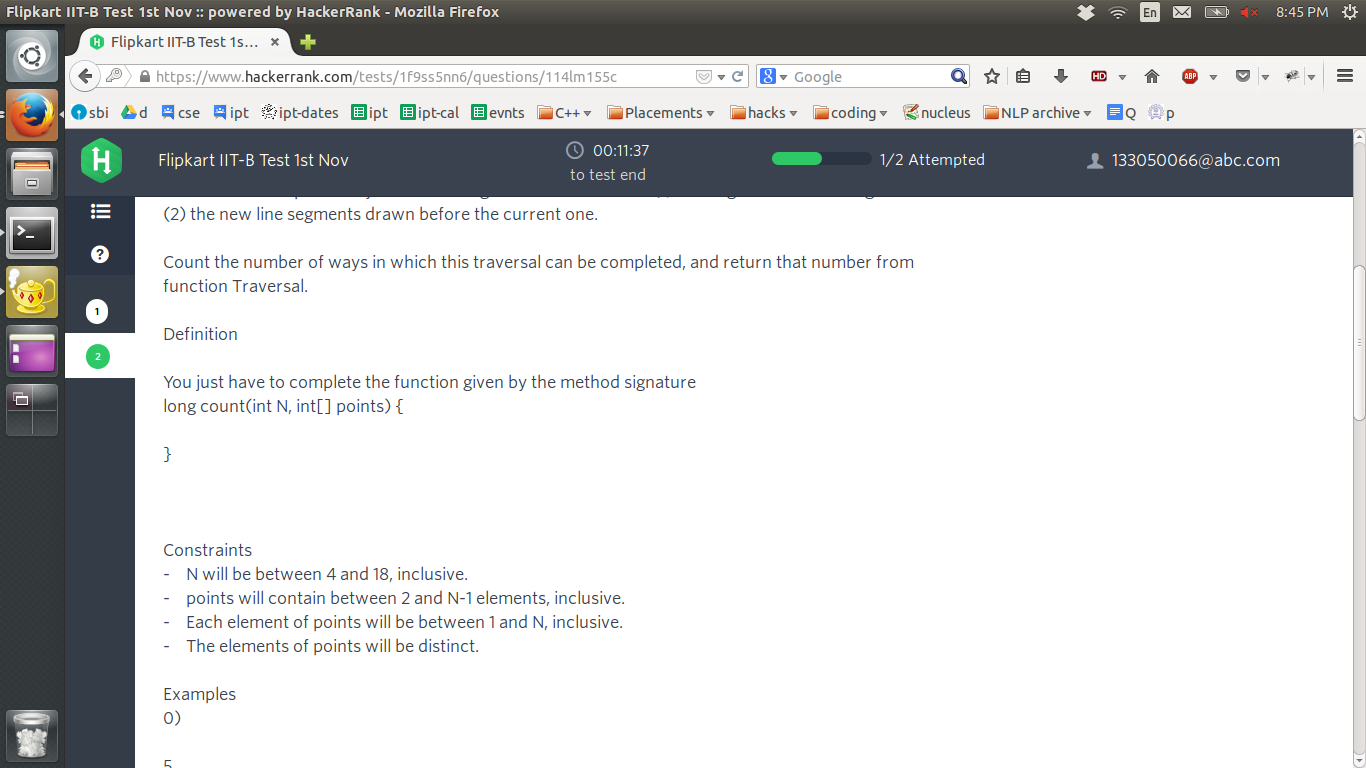 Flipkart IIT-B Test 1st Nov :: powered by HackerRank - Mozilla Firefox
En
8:45 PM
Flipkart IIT-B Test 1s...
https://www.hackerrank.com/tests/1f9ss5nn6/questions/114lm155c
Google
HD
ABP
sbi
d
cse
ipt
ipt-dates
ipt
ipt-cal
evnts
C++
Placements
hacks
coding
nucleus
NLP archive
Q
p
H
Flipkart IIT-B Test 1st Nov
00:11:37
to test end
1/2 Attempted
133050066@abc.com
?
1
2
(2) the new line segments drawn before the current one.
Count the number of ways in which this traversal can be completed, and return that number from
function Traversal.
Definition
You just have to complete the function given by the method signature
long count(int N, int[] points) {
}
Constraints
- N will be between 4 and 18, inclusive.
- points will contain between 2 and N-1 elements, inclusive.
- Each element of points will be between 1 and N, inclusive.
- The elements of points will be distinct.
Examples
0)
5